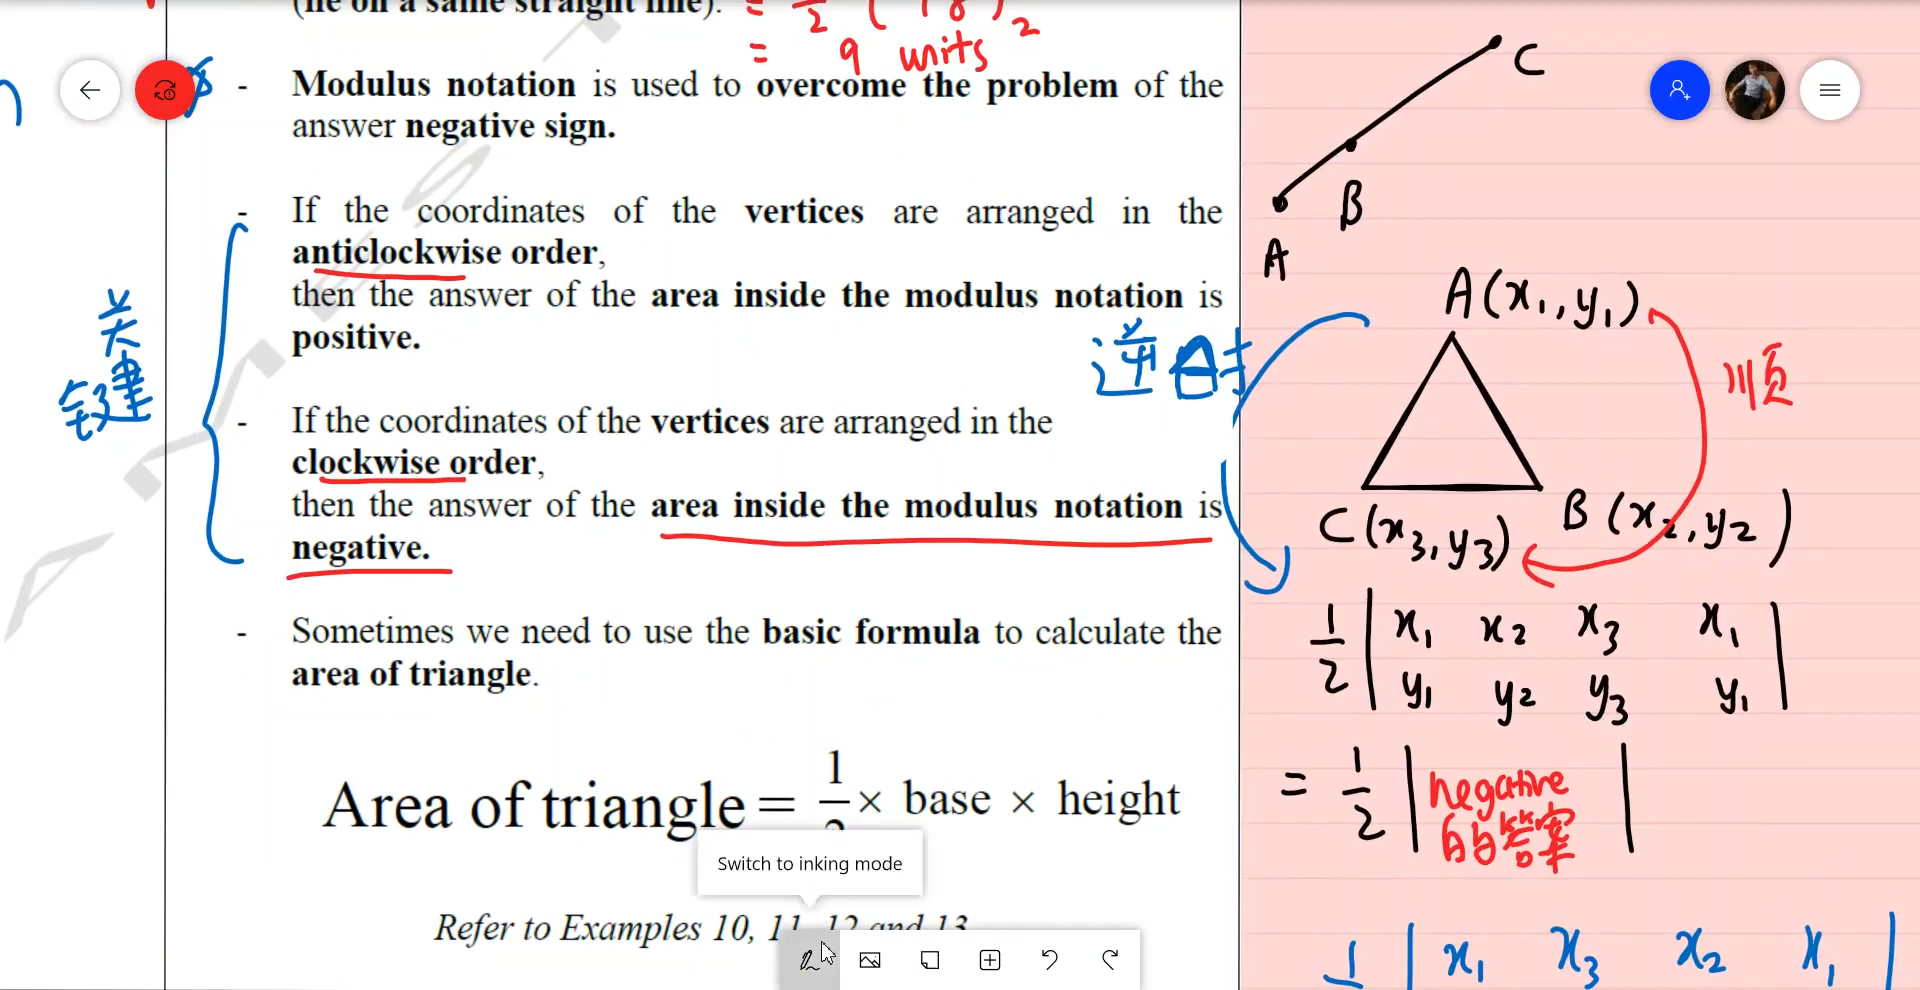 (lie on a same straight line).
= 9 units²
- Modulus notation is used to overcome the problem of the
answer negative sign.
- If the coordinates of the vertices are arranged in the
anticlockwise order,
then the answer of the area inside the modulus notation is
positive.
- If the coordinates of the vertices are arranged in the
clockwise order,
then the answer of the area inside the modulus notation is
negative.
- Sometimes we need to use the basic formula to calculate the
area of triangle.
Area of triangle = 1 × base × height
Switch to inking mode
Refer to Examples 10, 11, 12 and 13
关
键
逆时
C
B
A
A(x₁, y₁)
顺
C(x₃, y₃) B(x₂, y₂)
1/2 | x₁ x₂ x₃ x₁ |
y₁ y₂ y₃ y₁
= 1/2 | negative
的答案 |
1 | x₁ x₃ x₂ x₁ |